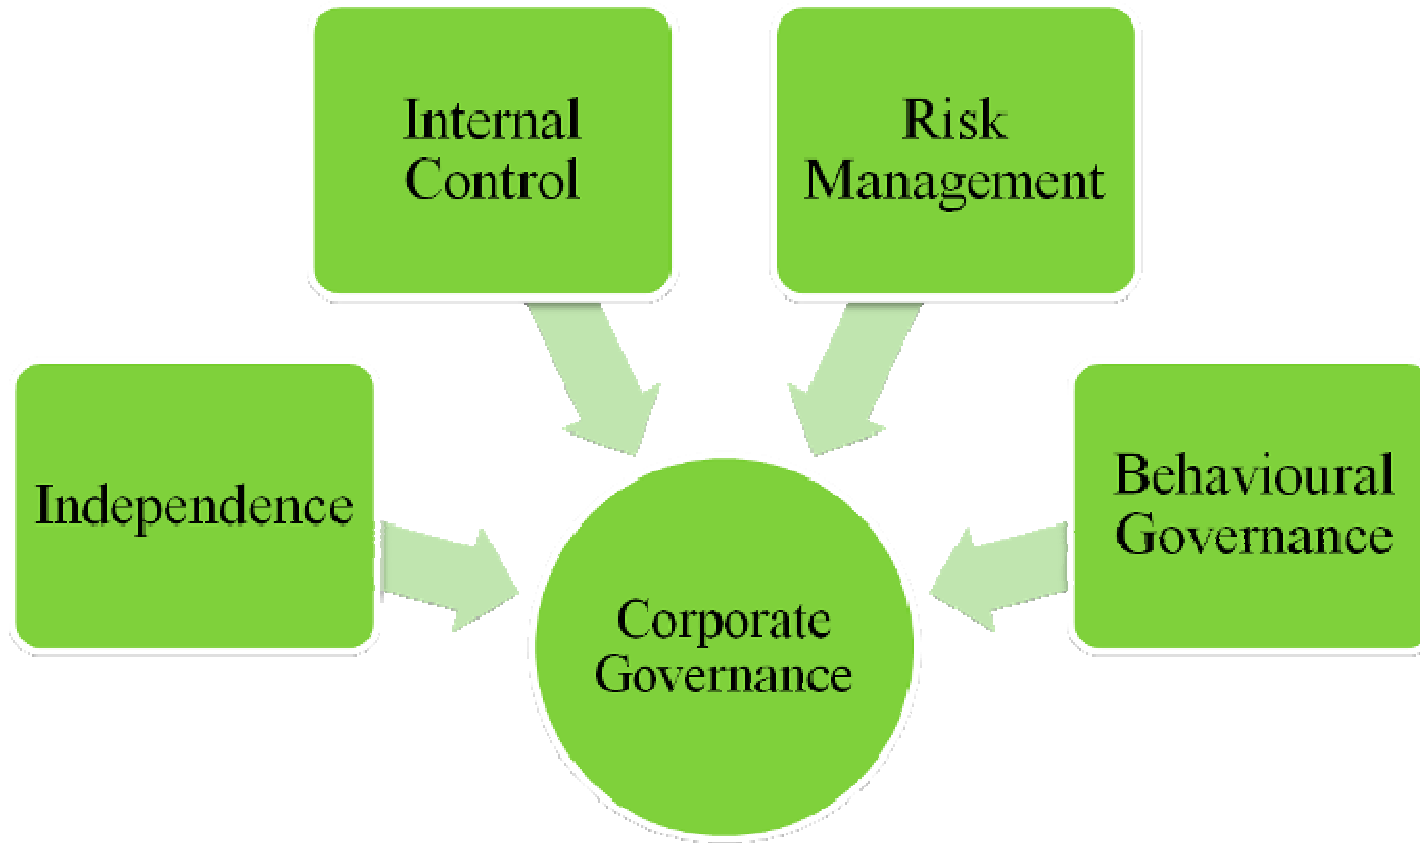 Internal
Control
Risk
Management
Independence
Behavioural
Governance
Corporate
Governance